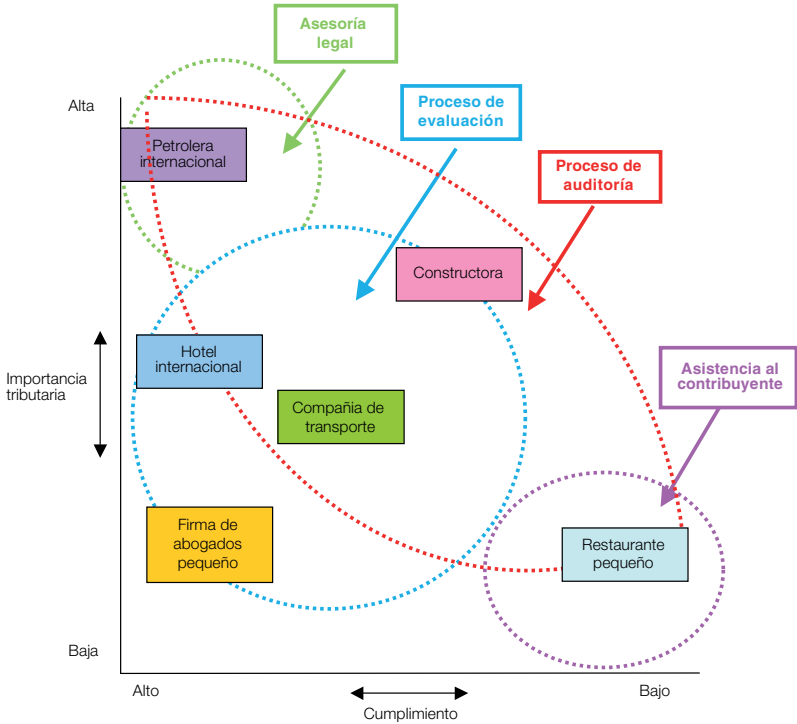 Asesoría
legal
Proceso de
evaluación
Proceso de
auditoría
Alta
Petrolera
internacional
Constructora
Hotel
internacional
Importancia
tributaria
Asistencia al
contribuyente
Compañia de
transporte
Firma de
abogados
pequeño
Restaurante
pequeño
Baja
Alto
Bajo
Cumplimiento